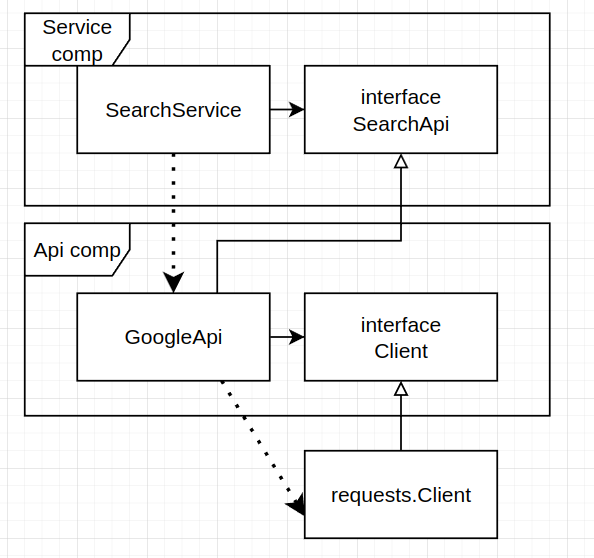 Service
comp
SearchService
interface
SearchApi
Api comp
GoogleApi
interface
Client
requests.Client